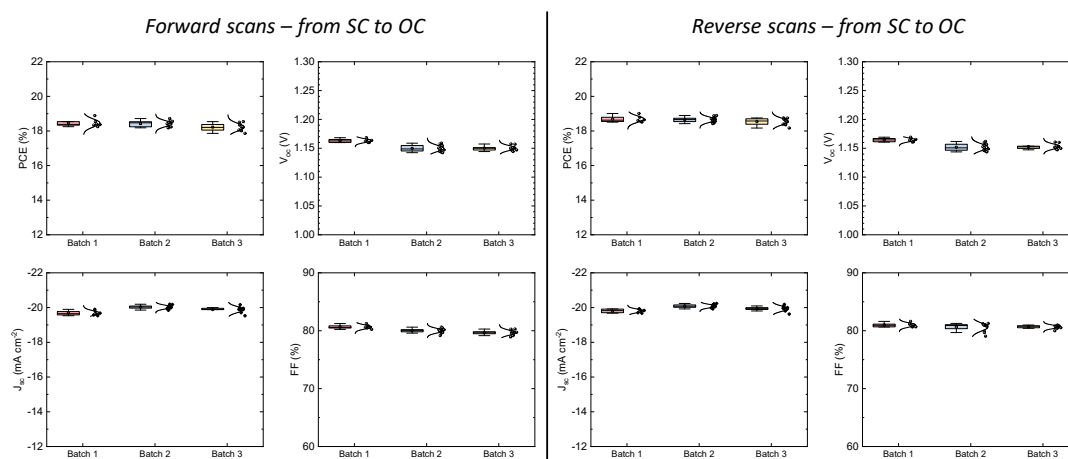 Forward scans – from SC to OC
Reverse scans – from SC to OC
22
20
18
16
14
12
PCE (%)
Batch 1 Batch 2 Batch 3
1.30
1.25
1.20
1.15
1.10
1.05
1.00
Voc (V)
Batch 1 Batch 2 Batch 3
22
20
18
16
14
12
PCE (%)
Batch 1 Batch 2 Batch 3
1.30
1.25
1.20
1.15
1.10
1.05
1.00
Voc (V)
Batch 1 Batch 2 Batch 3
-22
-20
-18
-16
-14
-12
Jsc (mA cm-2)
Batch 1 Batch 2 Batch 3
90
80
70
60
FF (%)
Batch 1 Batch 2 Batch 3
-22
-20
-18
-16
-14
-12
Jsc (mA cm-2)
Batch 1 Batch 2 Batch 3
90
80
70
60
FF (%)
Batch 1 Batch 2 Batch 3